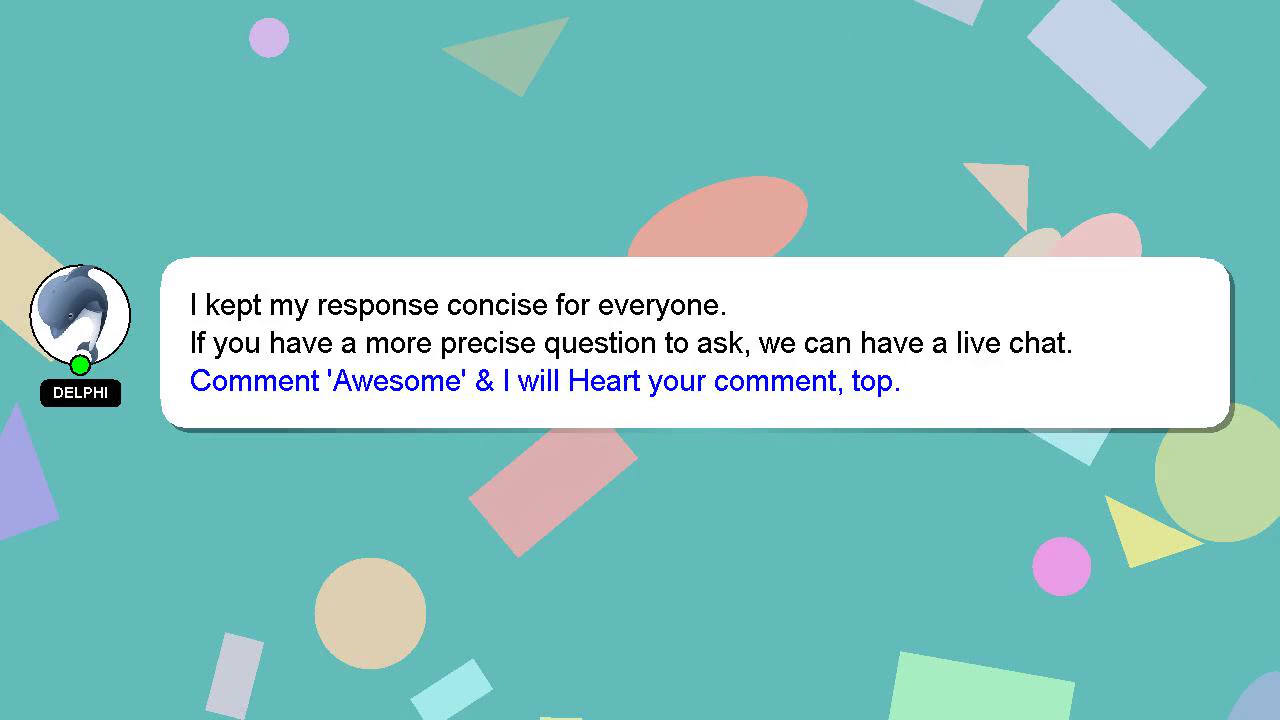 I kept my response concise for everyone.
If you have a more precise question to ask, we can have a live chat.
Comment 'Awesome' & I will Heart your comment, top.
DELPHI